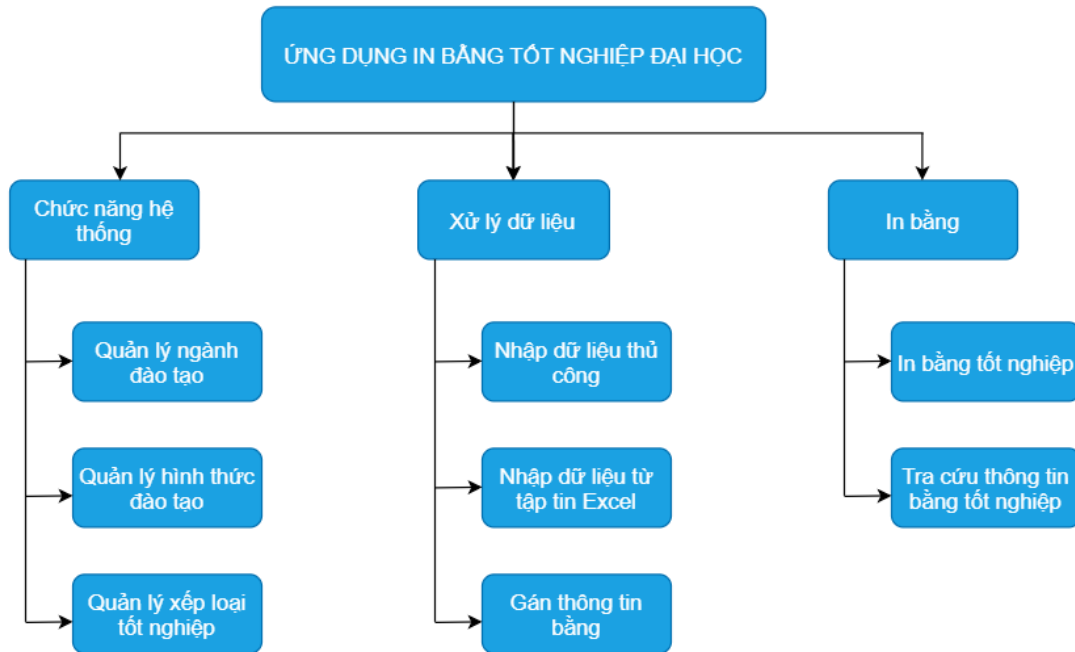 ỨNG DỤNG IN BẰNG TỐT NGHIỆP ĐẠI HỌC
Chức năng hệ
thống
Quản lý ngành
đào tạo
Quản lý hình thức
đào tạo
Quản lý xếp loại
tốt nghiệp
Xử lý dữ liệu
Nhập dữ liệu thủ
công
Nhập dữ liệu từ
tập tin Excel
Gán thông tin
bằng
In bằng
In bằng tốt nghiệp
Tra cứu thông tin
bằng tốt nghiệp